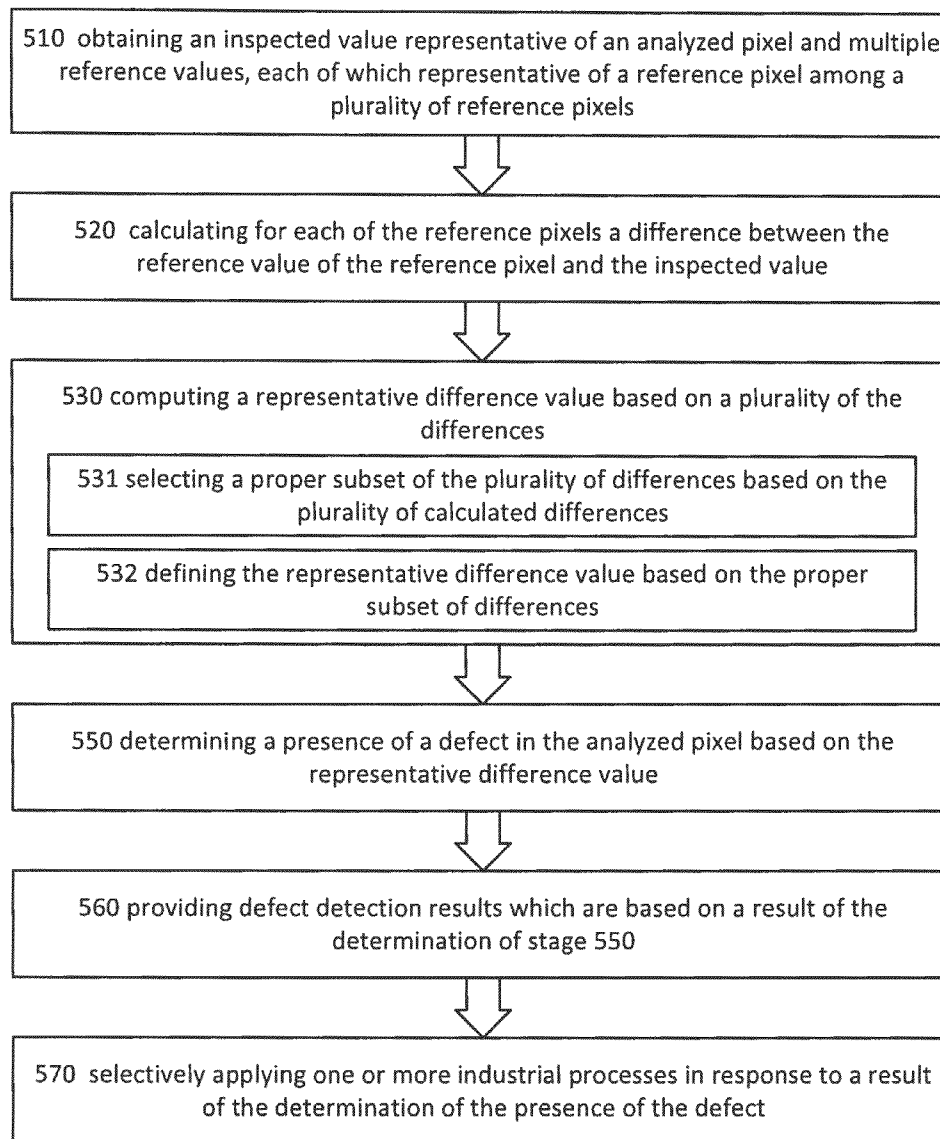 510 obtaining an inspected value representative of an analyzed pixel and multiple
reference values, each of which representative of a reference pixel among a
plurality of reference pixels
520 calculating for each of the reference pixels a difference between the
reference value of the reference pixel and the inspected value
530 computing a representative difference value based on a plurality of the
differences
531 selecting a proper subset of the plurality of differences based on the
plurality of calculated differences
532 defining the representative difference value based on the proper
subset of differences
550 determining a presence of a defect in the analyzed pixel based on the
representative difference value
560 providing defect detection results which are based on a result of the
determination of stage 550
570 selectively applying one or more industrial processes in response to a result
of the determination of the presence of the defect